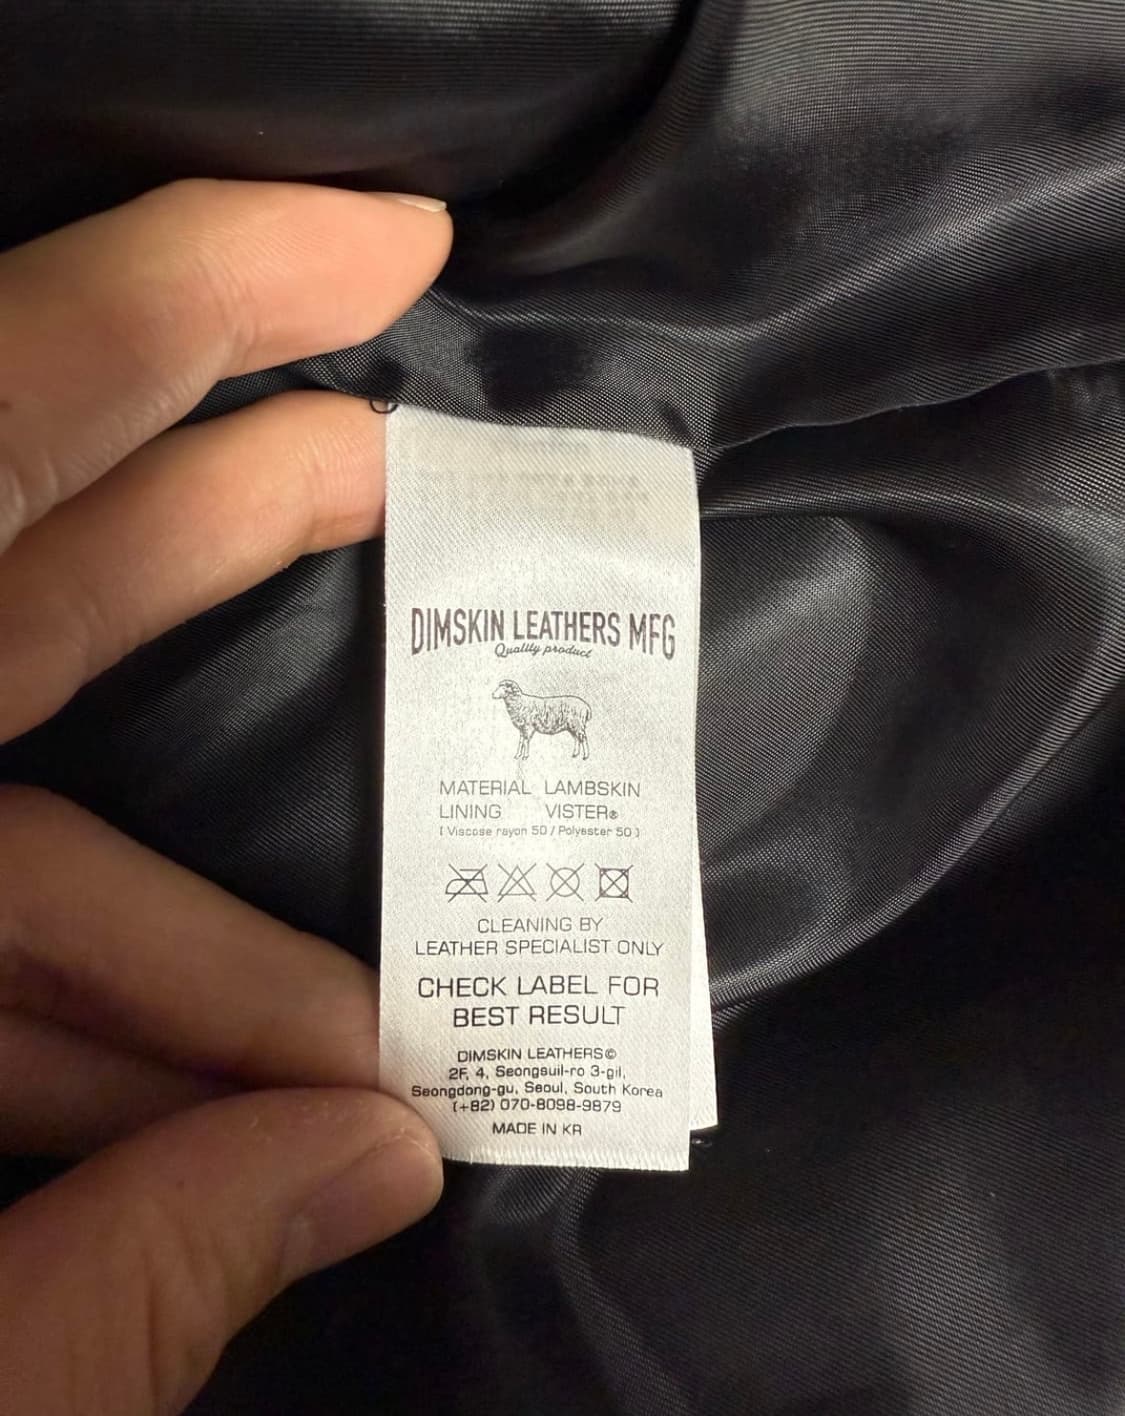 DIMSKIN LEATHERS MFG
Quality product
MATERIAL LAMBSKIN
LINING VISTER®
( Viscose rayon 50 / Polyester 50 )
CLEANING BY
LEATHER SPECIALIST ONLY
CHECK LABEL FOR
BEST RESULT
DIMSKIN LEATHERS©
2F, 4, Seongsuil-ro 3-gil,
Seongdong-gu, Seoul, South Korea
(+82) 070-8098-9879
MADE IN KR